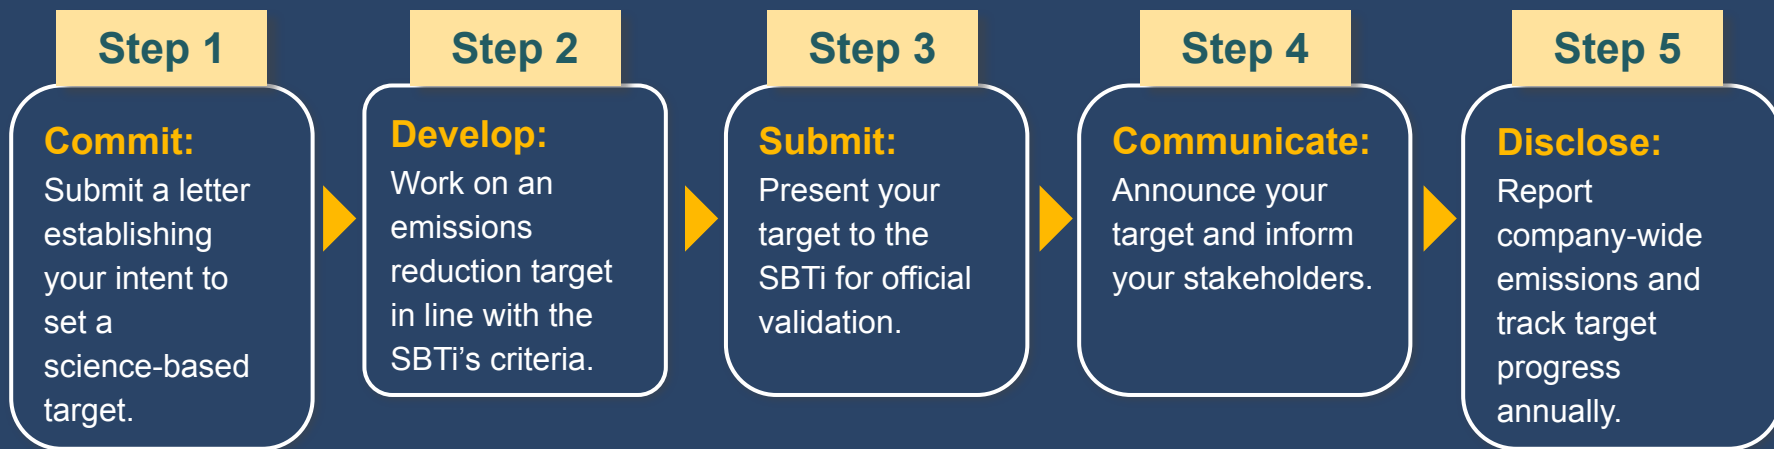 Step 1
Commit:
Submit a letter
establishing
your intent to
set a
science-based
target.
Step 2
Develop:
Work on an
emissions
reduction target
in line with the
SBTi’s criteria.
Step 3
Submit:
Present your
target to the
SBTi for official
validation.
Step 4
Communicate:
Announce your
target and inform
your stakeholders.
Step 5
Disclose:
Report
company-wide
emissions and
track target
progress
annually.